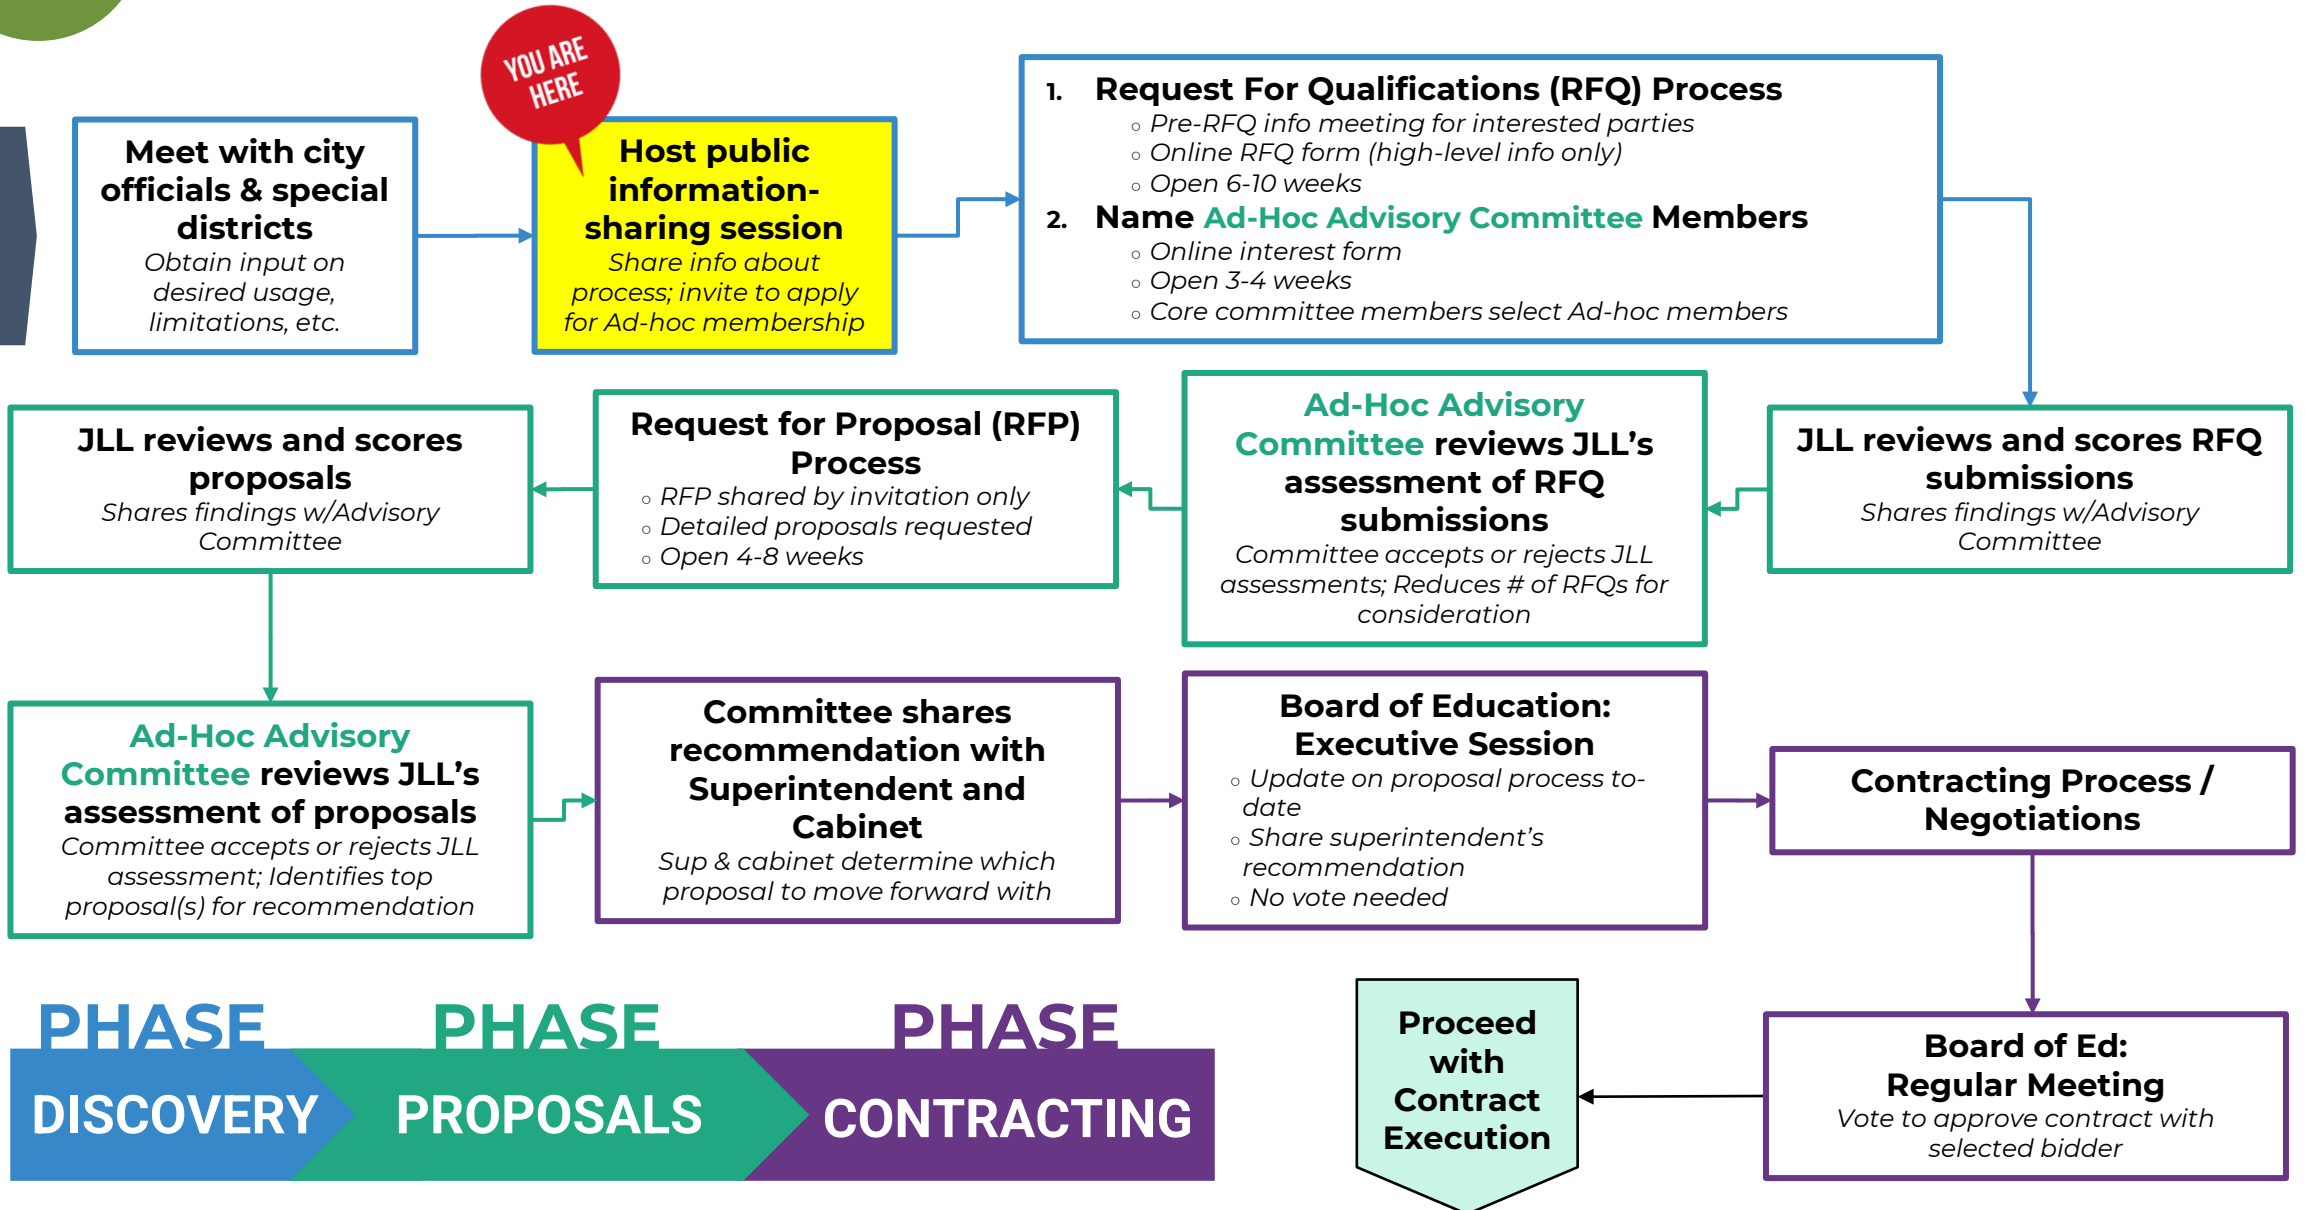 YOU ARE
HERE
Meet with city
officials & special
districts
Obtain input on
desired usage,
limitations, etc.
Host public
information-
sharing session
Share info about
process; invite to apply
for Ad-hoc membership
1. Request For Qualifications (RFQ) Process
○ Pre-RFQ info meeting for interested parties
○ Online RFQ form (high-level info only)
○ Open 6-10 weeks
2. Name Ad-Hoc Advisory Committee Members
○ Online interest form
○ Open 3-4 weeks
○ Core committee members select Ad-hoc members
JLL reviews and scores RFQ
submissions
Shares findings w/Advisory
Committee
Ad-Hoc Advisory
Committee reviews JLL’s
assessment of RFQ
submissions
Committee accepts or rejects JLL
assessments; Reduces # of RFQs for
consideration
Request for Proposal (RFP)
Process
○ RFP shared by invitation only
○ Detailed proposals requested
○ Open 4-8 weeks
JLL reviews and scores
proposals
Shares findings w/Advisory
Committee
Ad-Hoc Advisory
Committee reviews JLL’s
assessment of proposals
Committee accepts or rejects JLL
assessment; Identifies top
proposal(s) for recommendation
Committee shares
recommendation with
Superintendent and
Cabinet
Sup & cabinet determine which
proposal to move forward with
Board of Education:
Executive Session
○ Update on proposal process to-
date
○ Share superintendent’s
recommendation
○ No vote needed
Contracting Process /
Negotiations
Board of Ed:
Regular Meeting
Vote to approve contract with
selected bidder
Proceed
with
Contract
Execution
PHASE
DISCOVERY
PHASE
PROPOSALS
PHASE
CONTRACTING